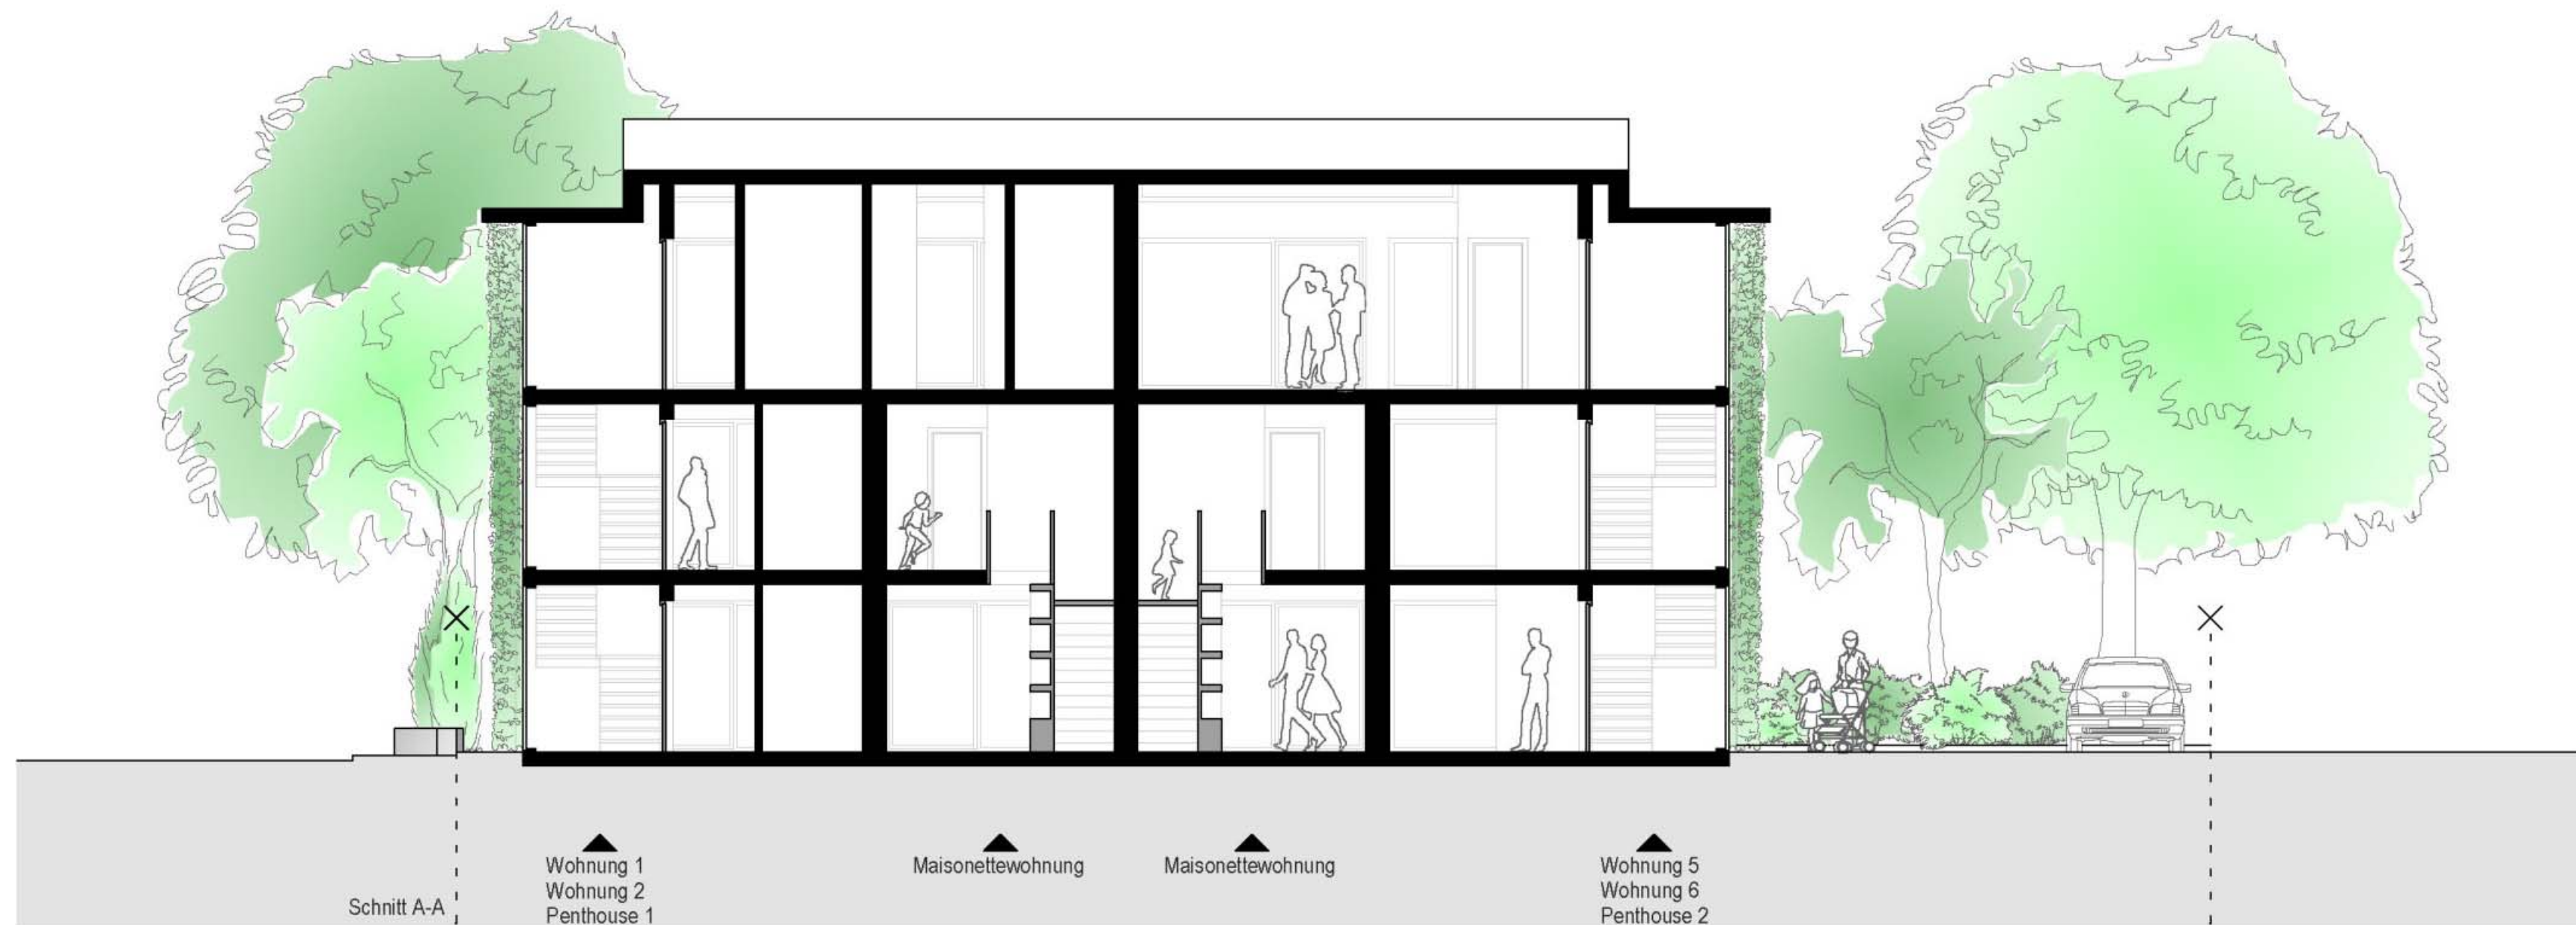 Wohnung 1
Wohnung 2
Penthouse 1
Maisonettewohnung
Maisonettewohnung
Wohnung 5
Wohnung 6
Penthouse 2
Schnitt A-A